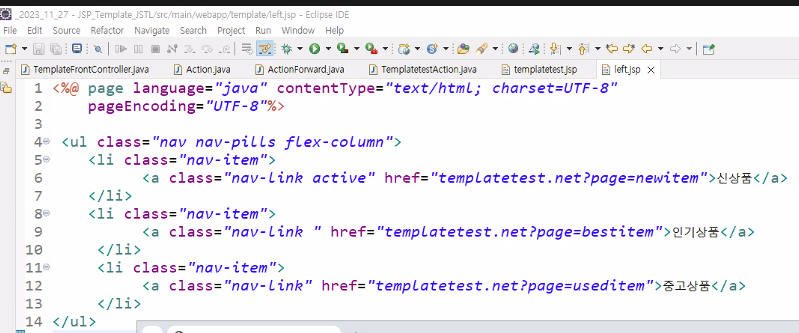 _2023_11_27 - JSP_Template_JSTL/src/main/webapp/template/left.jsp - Eclipse IDE
File Edit Source Refactor Navigate Search Project Run Window Help
TemplateFrontController.java Action.java ActionForward.java TemplatetestAction.java templatetest.jsp left.jsp
1 <%@ page language="java" contentType="text/html; charset=UTF-8"
2 pageEncoding="UTF-8"%>
3
4 <ul class="nav nav-pills flex-column">
5 <li class="nav-item">
6 <a class="nav-link active" href="templatetest.net?page=newitem">신상품</a>
7 </li>
8 <li class="nav-item">
9 <a class="nav-link " href="templatetest.net?page=bestitem">인기상품</a>
10 </li>
11 <li class="nav-item">
12 <a class="nav-link" href="templatetest.net?page=useditem">중고상품</a>
13 </li>
14 </ul>